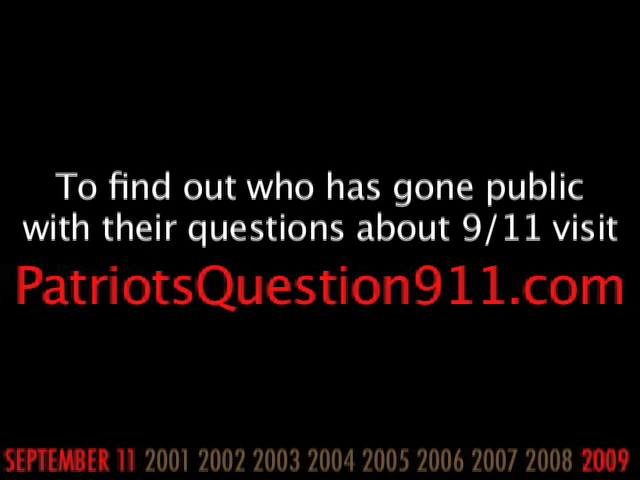 To find out who has gone public
with their questions about 9/11 visit
PatriotsQuestion911.com
SEPTEMBER 11 2001 2002 2003 2004 2005 2006 2007 2008 2009